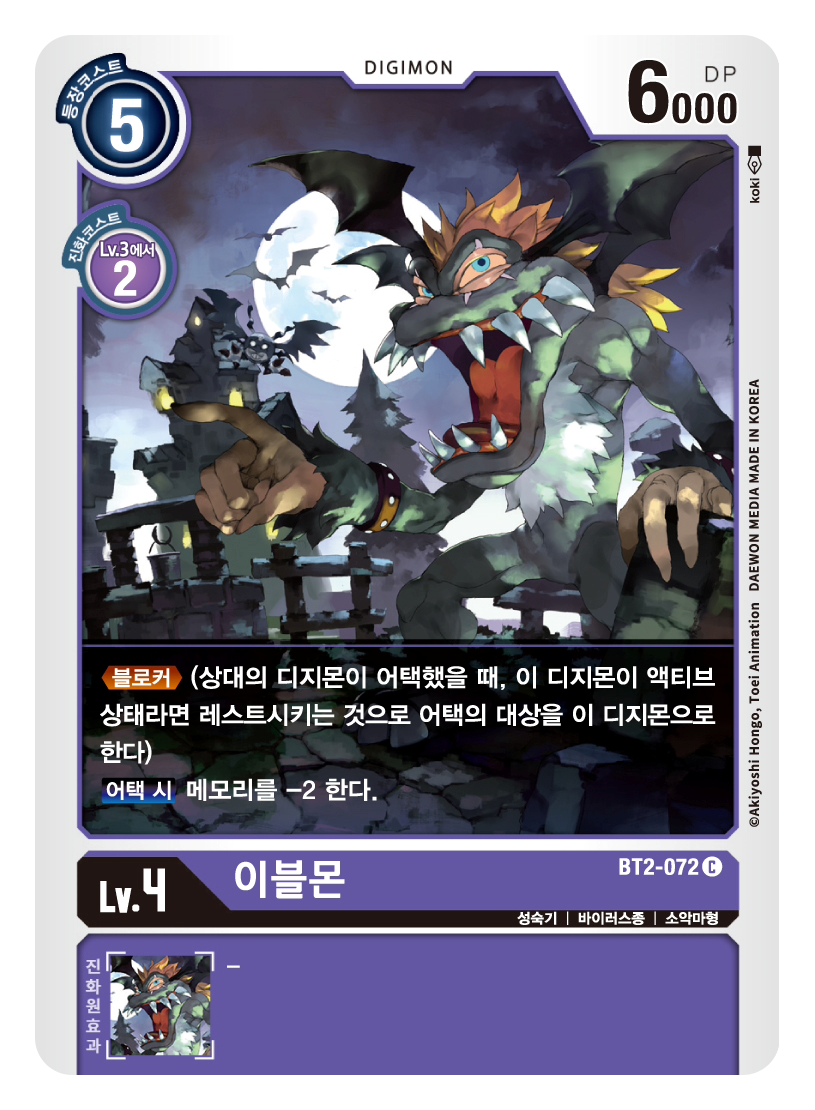 DIGIMON
등장코스트
5
DP
6000
진화코스트
Lv.3에서
2
koki
블로커 (상대의 디지몬이 어택했을 때, 이 디지몬이 액티브
상태라면 레스트시키는 것으로 어택의 대상을 이 디지몬으로
한다)
어택 시 메모리를 −2 한다.
©Akiyoshi Hongo, Toei Animation DAEWON MEDIA MADE IN KOREA
Lv.4
이블몬
BT2-072 C
성숙기 | 바이러스종 | 소악마형
진화원효과
–